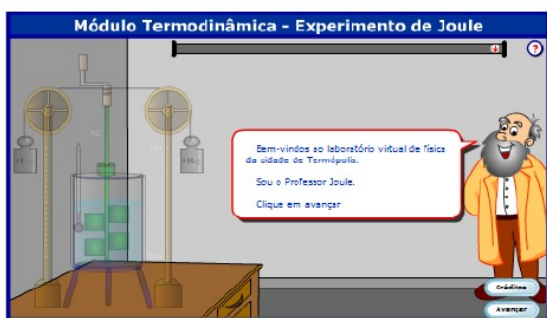 Módulo Termodinâmica - Experimento de Joule
?
Bem-vindos ao laboratório virtual de física
da cidade de Termópolis.
Sou o Professor Joule.
Clique em avançar
Créditos
Avançar